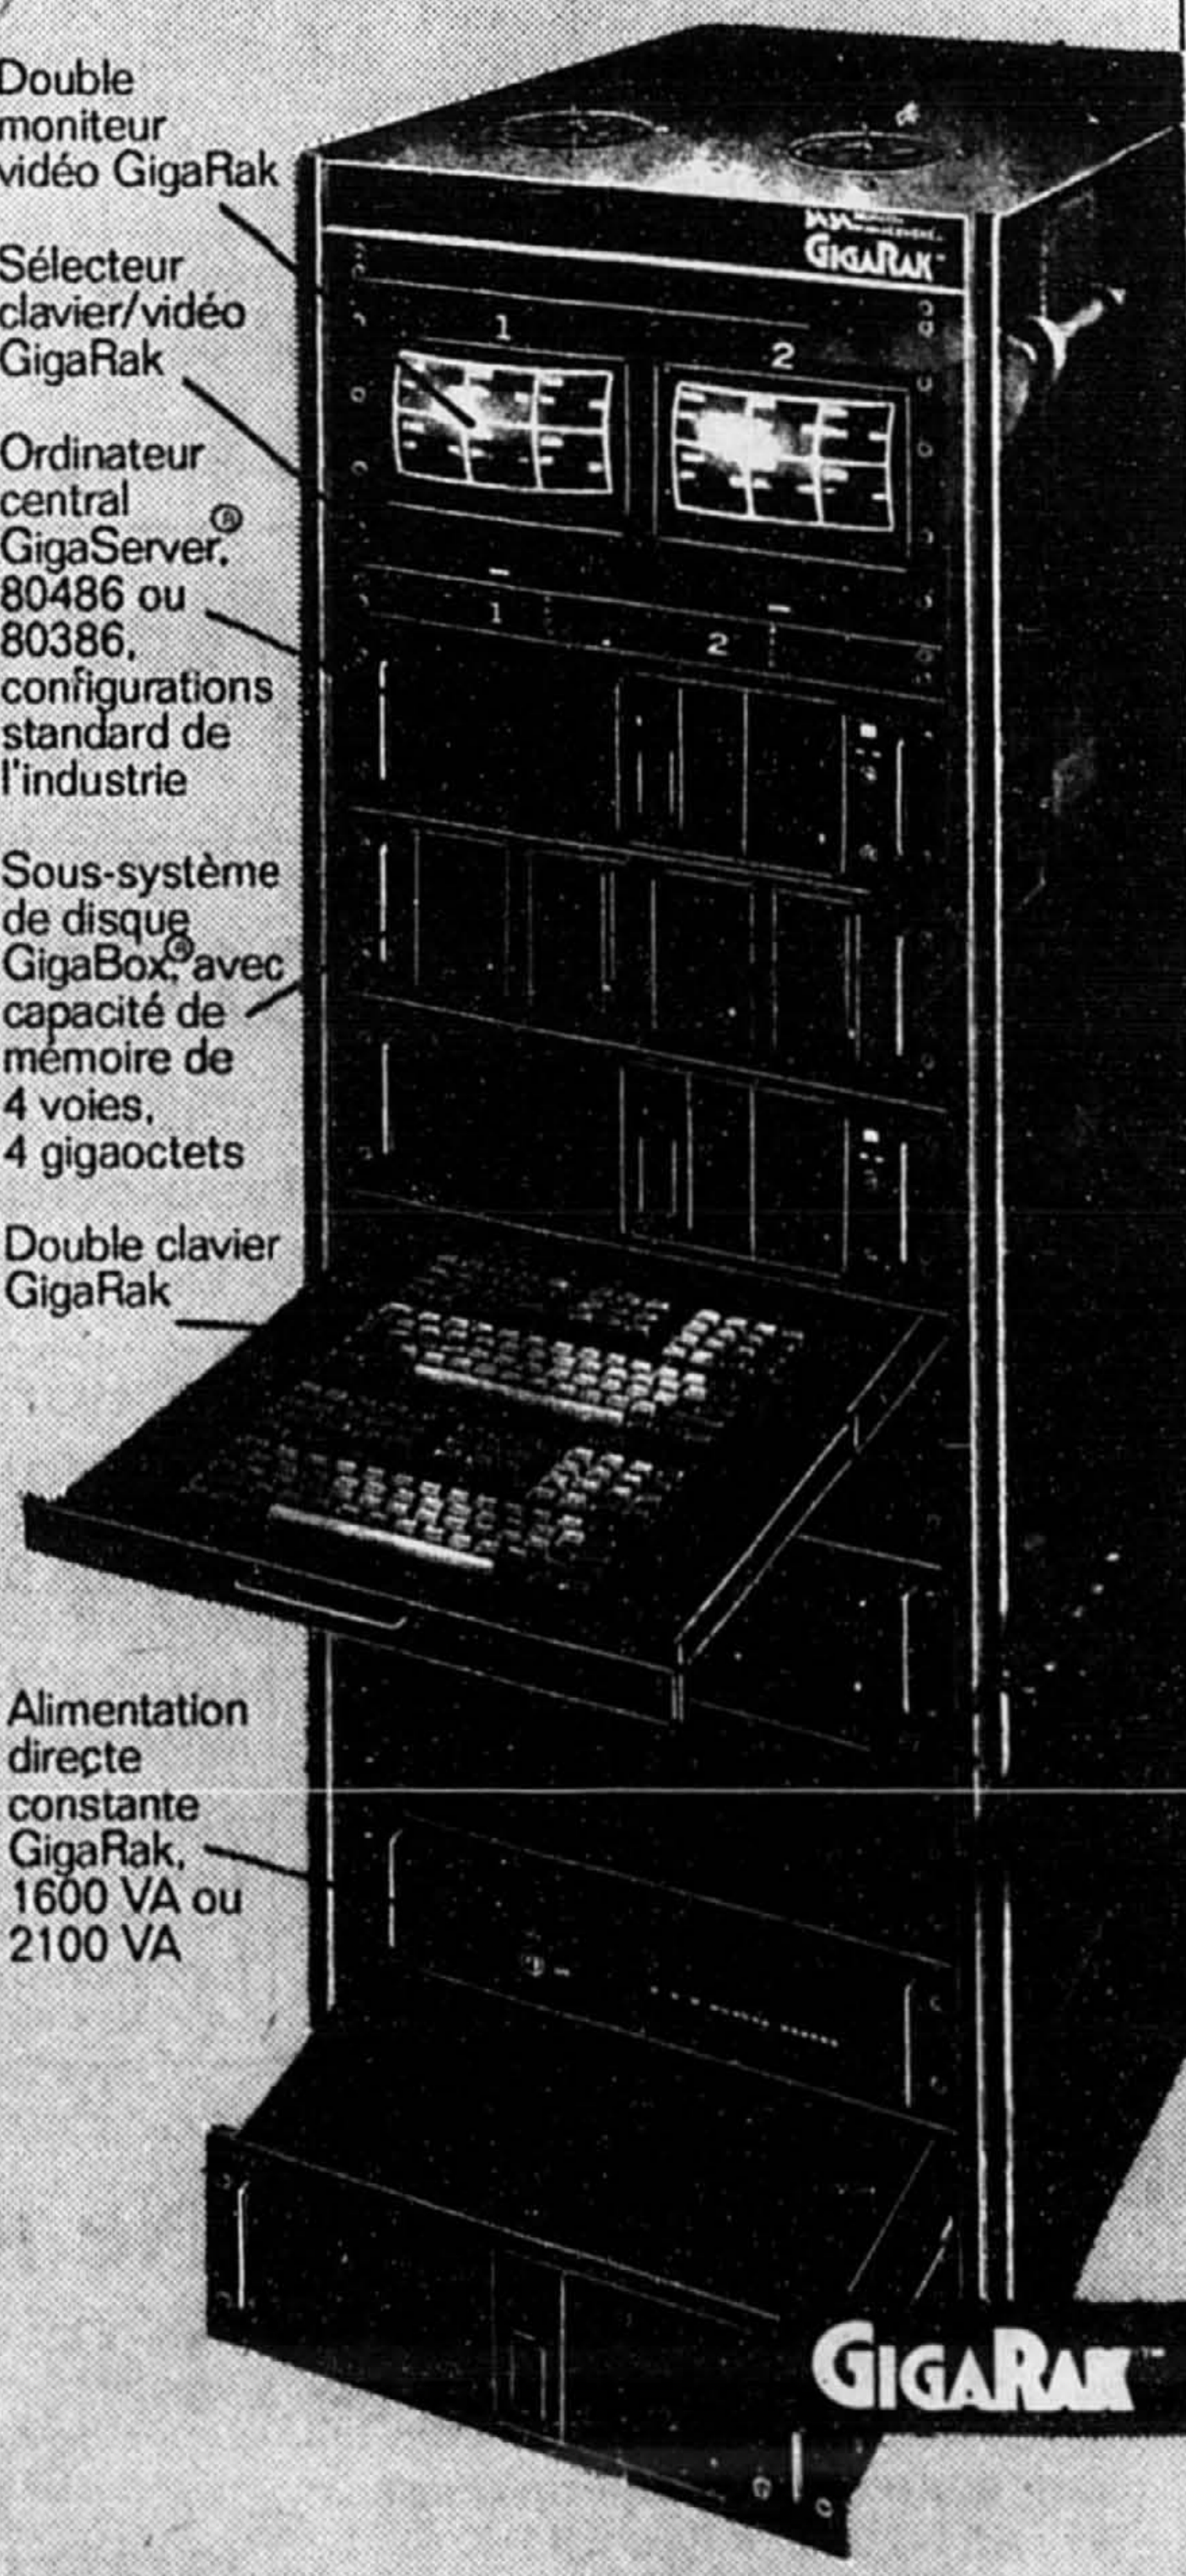 Double
moniteur
vidéo GigaRak
Sélecteur
clavier/vidéo
GigaRak
Ordinateur
central
GigaServer,®
80486 ou
80386,
configurations
standard de
l'industrie
Sous-système
de disque
GigaBox,® avec
capacité de
mémoire de
4 voies,
4 gigaoctets
Double clavier
GigaRak
Alimentation
directe
constante
GigaRak,
1600 VA ou
2100 VA
GIGARAK™
1
2
1
2
GIGARAK™